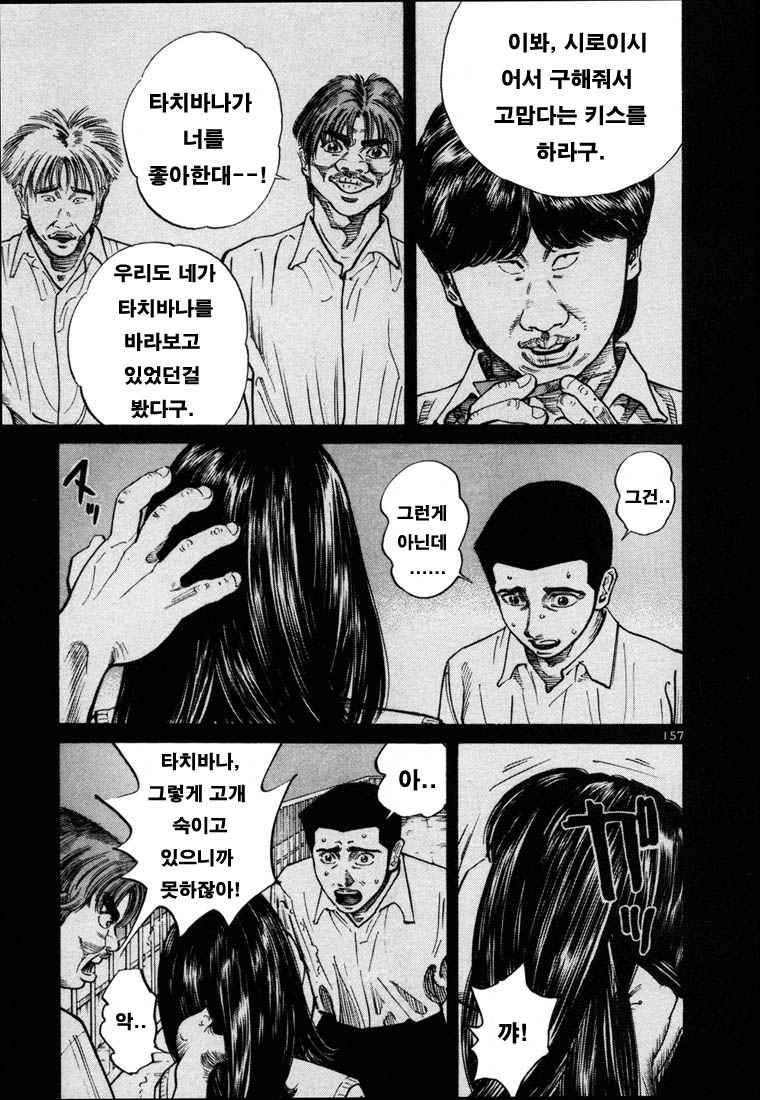 이봐, 시로이시
어서 구해줘서
고맙다는 키스를
하라구.
타치바나가
너를
좋아한대--!
우리도 네가
타치바나를
바라보고
있었던걸
봤다구.
그건..
그런게
아닌데
......
ヌッ
157
ガッ
꺄!
아..
타치바나,
그렇게 고개
숙이고
있으니까
못하잖아!
악..